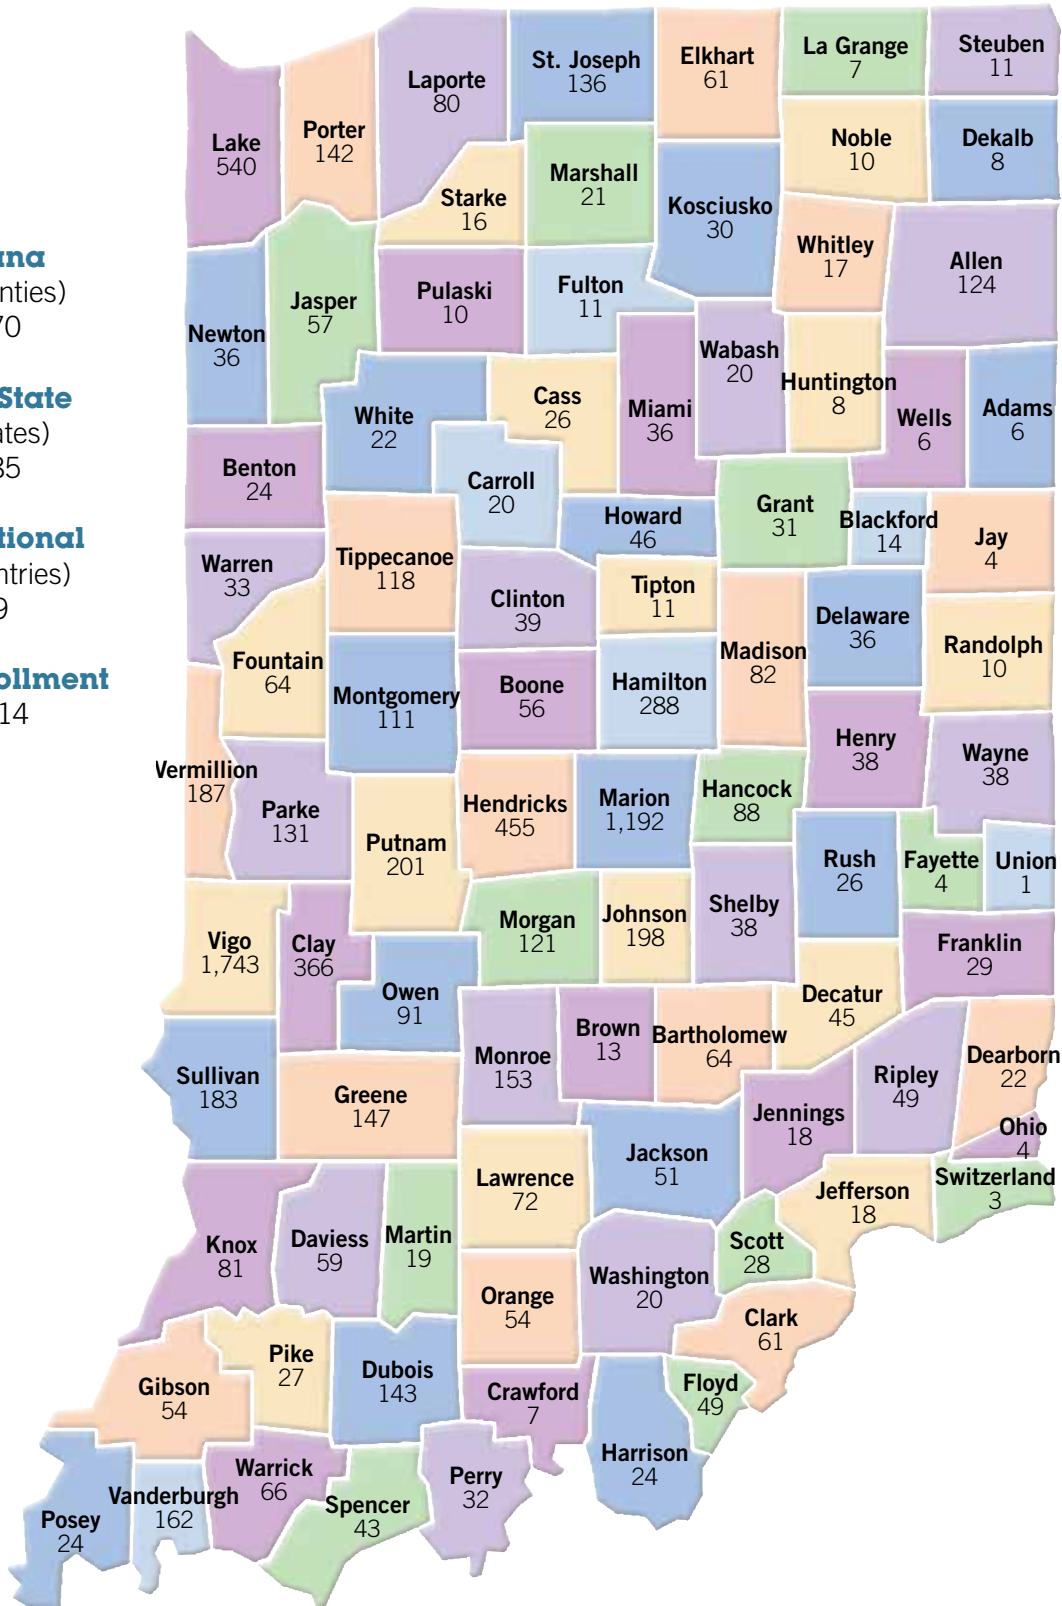 ana
nties)
70
State
ates)
35
tional
ntries)
9
ollment
14
Lake
540
Porter
142
Laporte
80
St. Joseph
136
Elkhart
61
La Grange
7
Steuben
11
Starke
16
Marshall
21
Kosciusko
30
Noble
10
Dekalb
8
Newton
36
Jasper
57
Pulaski
10
Fulton
11
Whitley
17
Allen
124
Wabash
20
Huntington
8
Wells
6
Adams
6
White
22
Cass
26
Miami
36
Benton
24
Carroll
20
Howard
46
Grant
31
Blackford
14
Jay
4
Warren
33
Tippecanoe
118
Clinton
39
Tipton
11
Madison
82
Delaware
36
Randolph
10
Fountain
64
Montgomery
111
Boone
56
Hamilton
288
Henry
38
Wayne
38
Vermillion
187
Parke
131
Putnam
201
Hendricks
455
Marion
1,192
Hancock
88
Rush
26
Fayette
4
Union
1
Vigo
1,743
Clay
366
Owen
91
Morgan
121
Johnson
198
Shelby
38
Franklin
29
Decatur
45
Sullivan
183
Greene
147
Monroe
153
Brown
13
Bartholomew
64
Jennings
18
Ripley
49
Dearborn
22
Ohio
4
Knox
81
Daviess
59
Martin
19
Lawrence
72
Jackson
51
Jefferson
18
Switzerland
3
Scott
28
Orange
54
Washington
20
Clark
61
Gibson
54
Pike
27
Dubois
143
Crawford
7
Floyd
49
Harrison
24
Posey
24
Vanderburgh
162
Warrick
66
Spencer
43
Perry
32